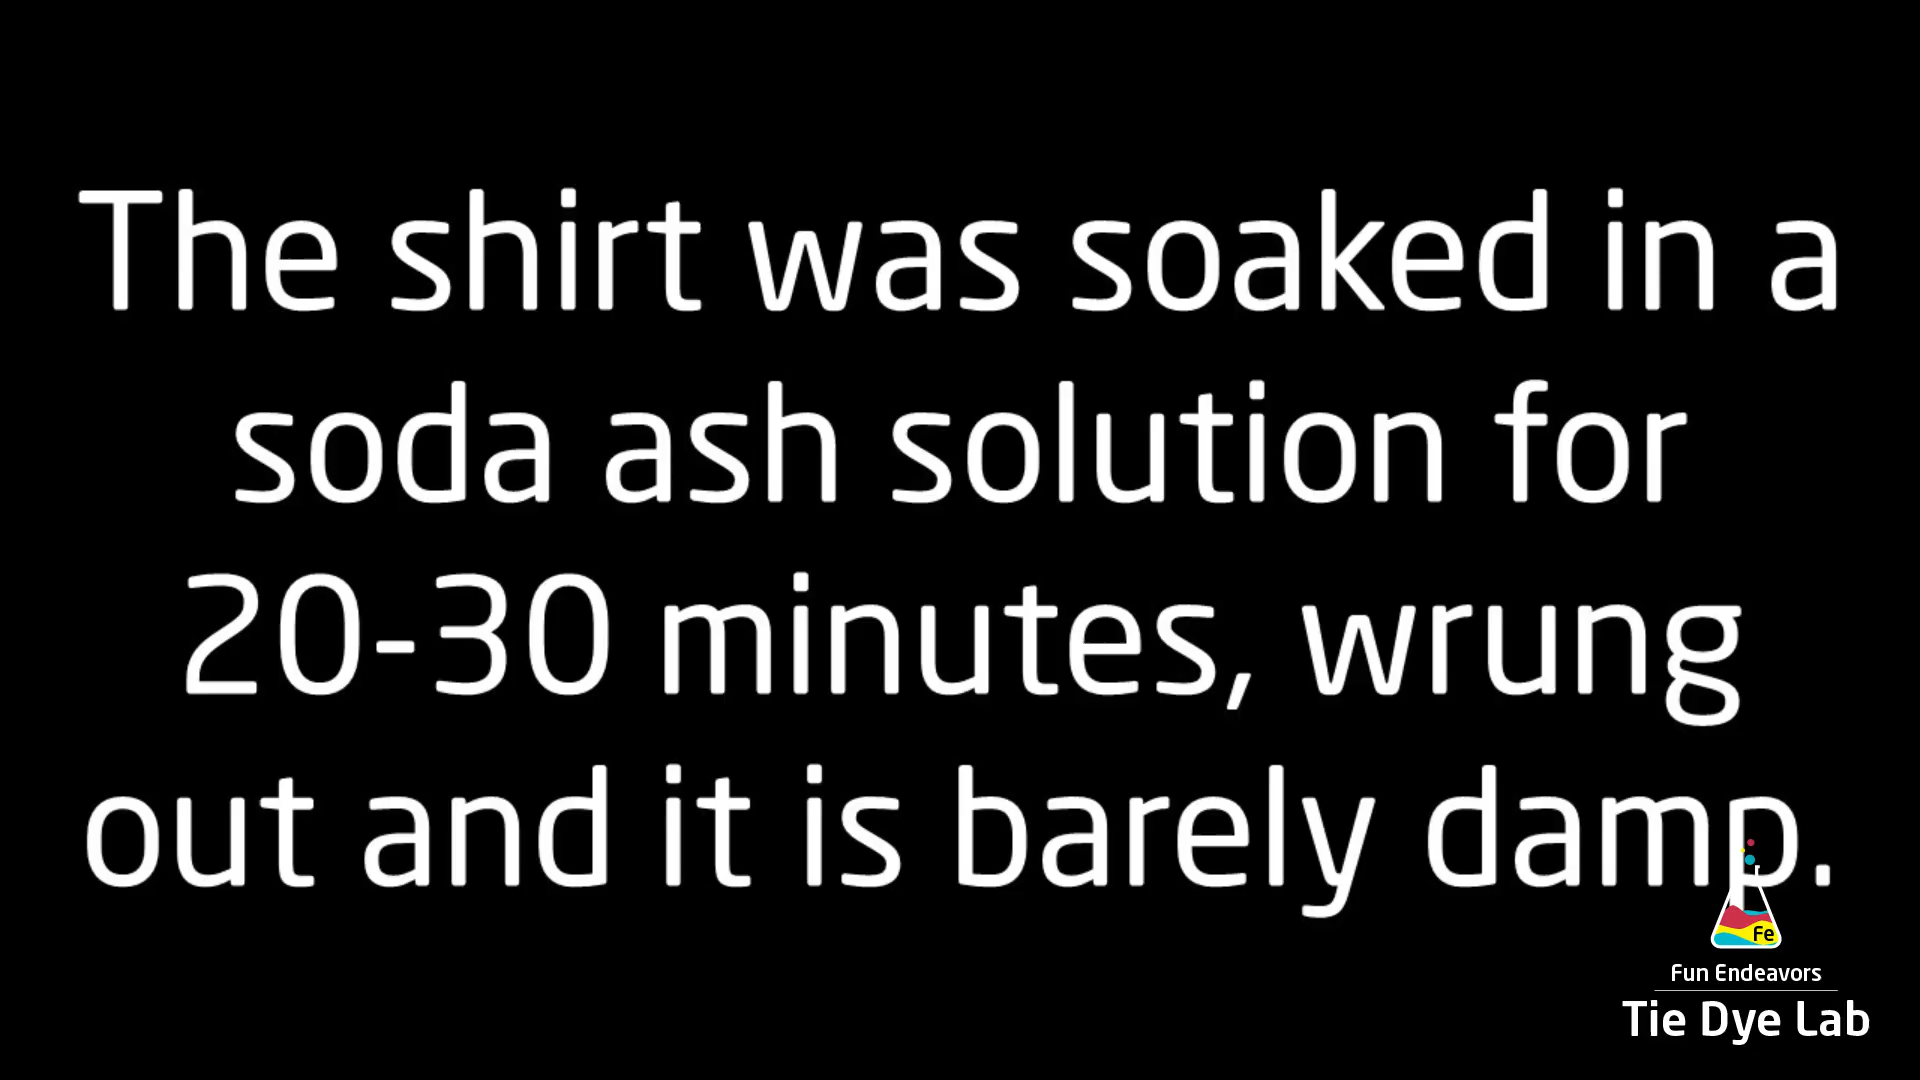 The shirt was soaked in a
soda ash solution for
20-30 minutes, wrung
out and it is barely damp.
Fe
Fun Endeavors
Tie Dye Lab